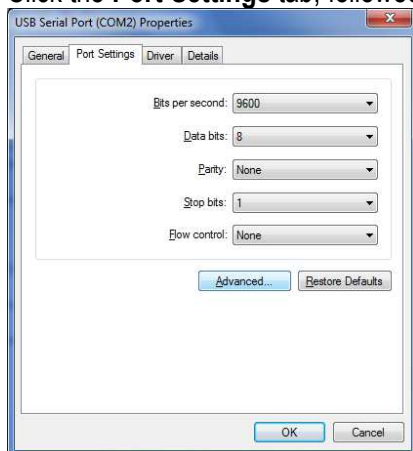 Click the Port Settings tab, followed
USB Serial Port (COM2) Properties
General Port Settings Driver Details
Bits per second: 9600
Data bits: 8
Parity: None
Stop bits: 1
Flow control: None
Advanced... Restore Defaults
OK Cancel